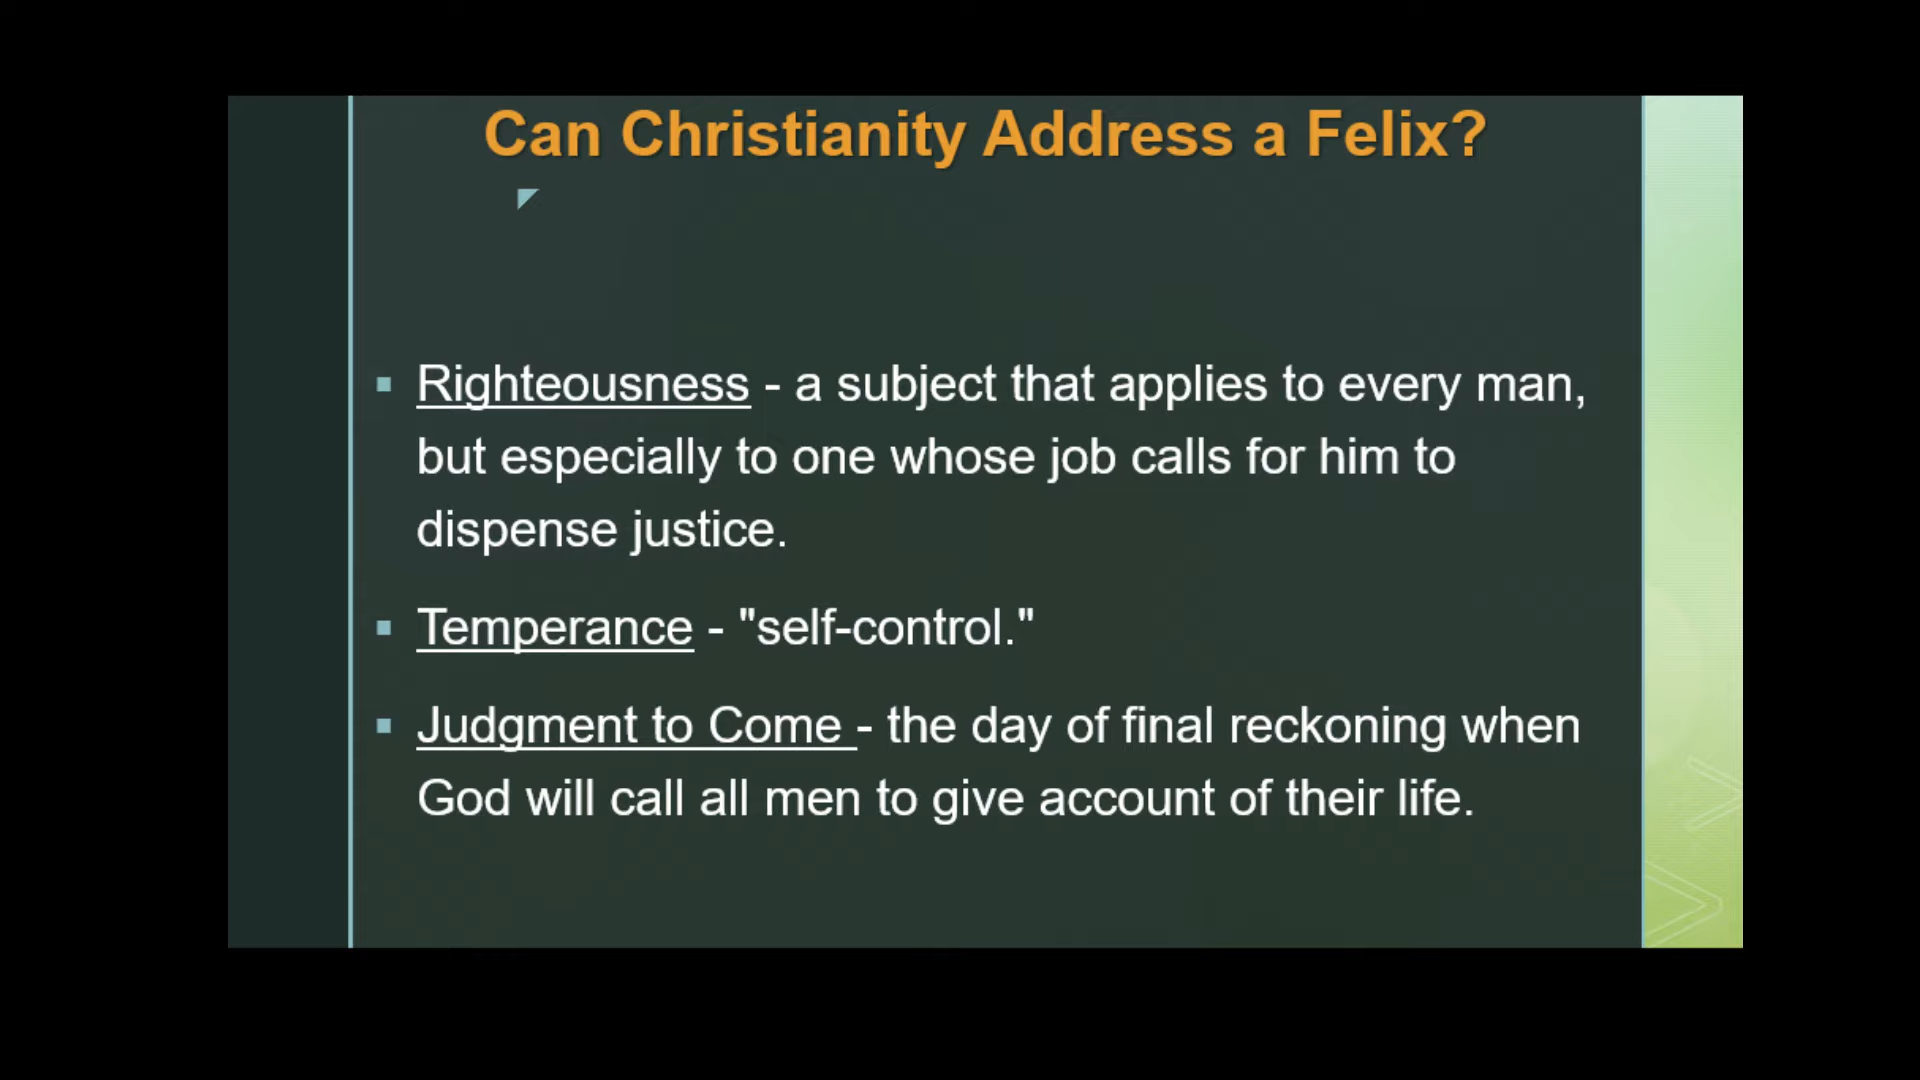 Can Christianity Address a Felix?
Righteousness - a subject that applies to every man,
but especially to one whose job calls for him to
dispense justice.
Temperance - "self-control."
Judgment to Come - the day of final reckoning when
God will call all men to give account of their life.